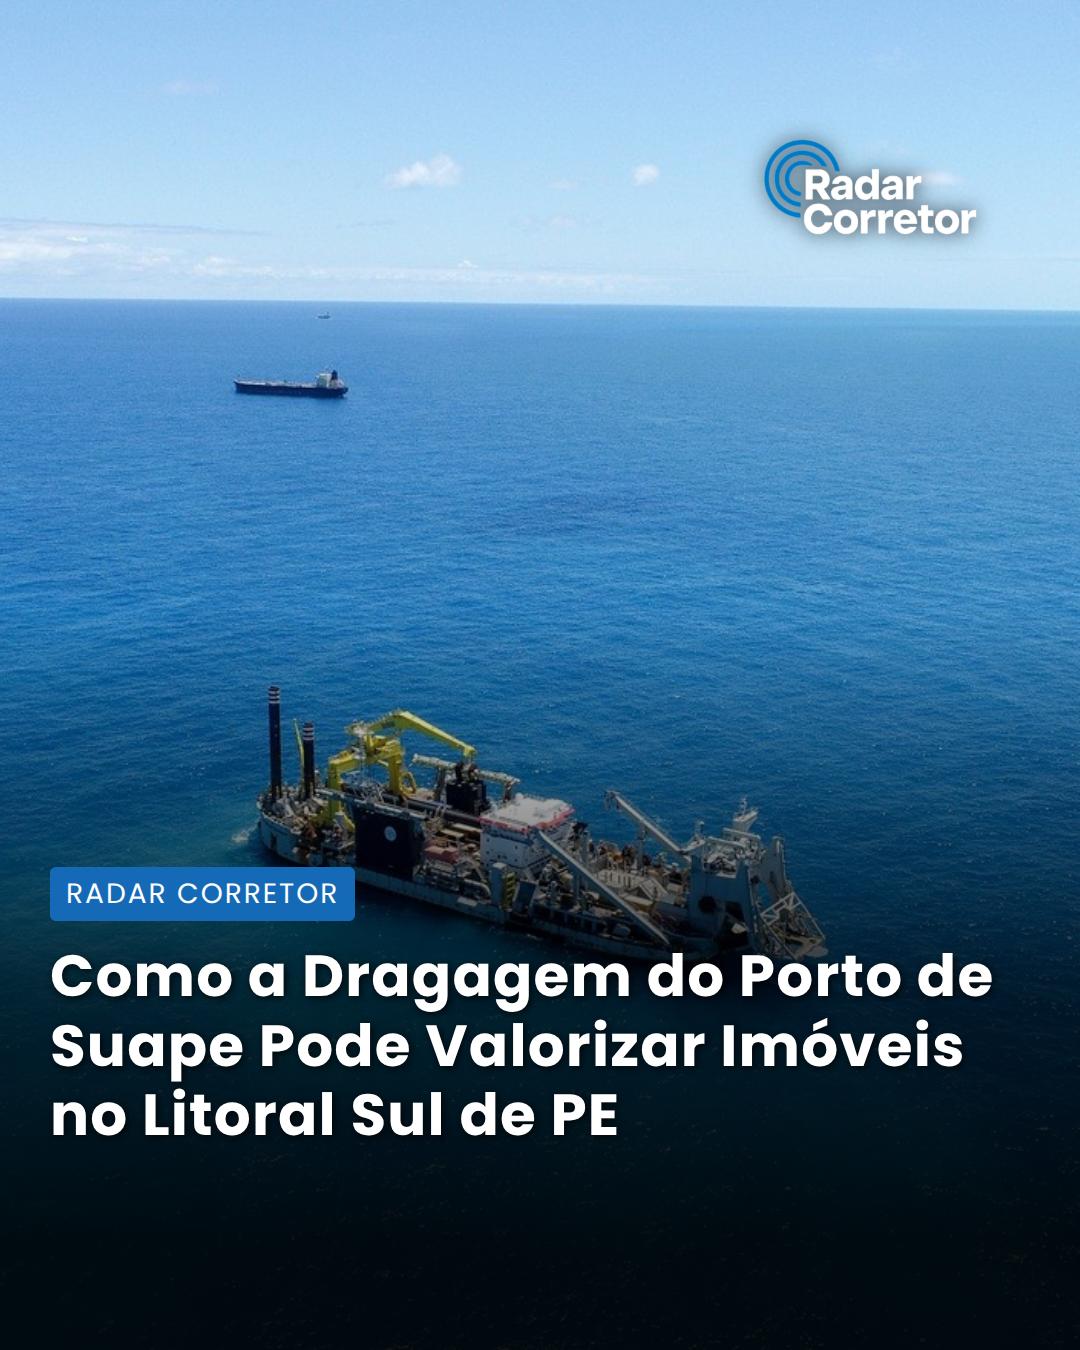 Radar
Corretor
RADAR CORRETOR
Como a Dragagem do Porto de
Suape Pode Valorizar Imóveis
no Litoral Sul de PE